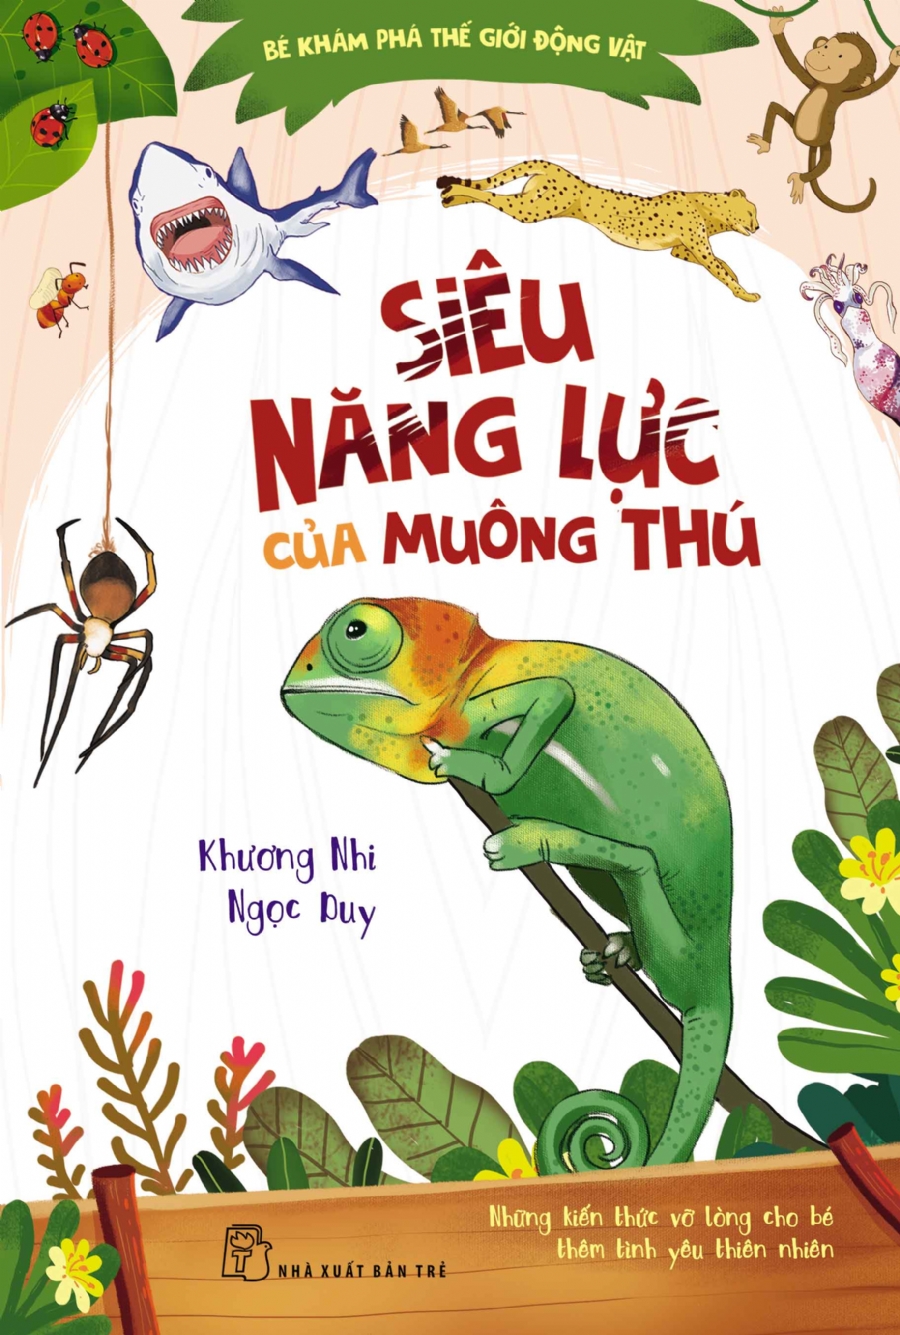 BÉ KHÁM PHÁ THẾ GIỚI ĐỘNG VẬT
SIÊU
NĂNG LỰC
CỦA MUÔNG THÚ
Khương Nhi
Ngọc Duy
Những kiến thức vỡ lòng cho bé
thêm tình yêu thiên nhiên
NHÀ XUẤT BẢN TRẺ